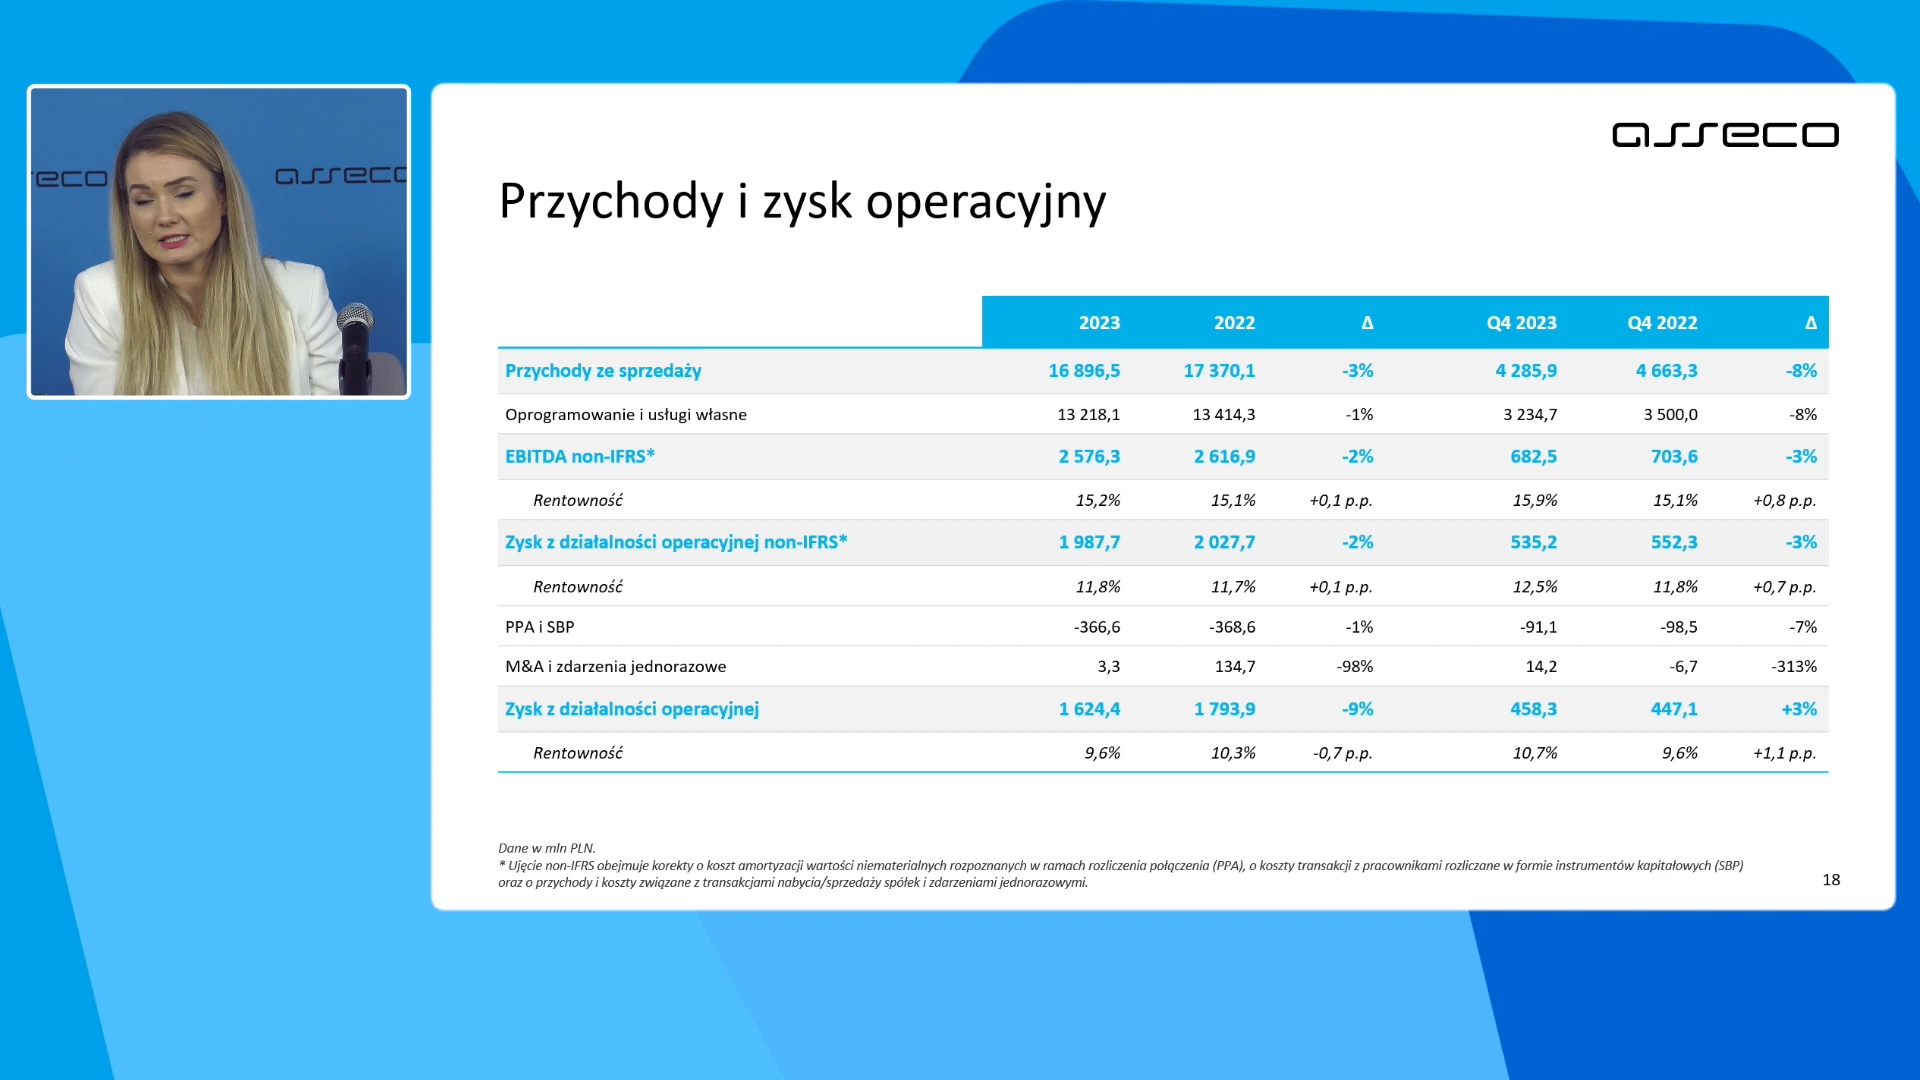 eco
asseco
asseco
Przychody i zysk operacyjny
2023 2022 Δ Q4 2023 Q4 2022 Δ
Przychody ze sprzedaży 16 896,5 17 370,1 -3% 4 285,9 4 663,3 -8%
Oprogramowanie i usługi własne 13 218,1 13 414,3 -1% 3 234,7 3 500,0 -8%
EBITDA non-IFRS* 2 576,3 2 616,9 -2% 682,5 703,6 -3%
Rentowność 15,2% 15,1% +0,1 p.p. 15,9% 15,1% +0,8 p.p.
Zysk z działalności operacyjnej non-IFRS* 1 987,7 2 027,7 -2% 535,2 552,3 -3%
Rentowność 11,8% 11,7% +0,1 p.p. 12,5% 11,8% +0,7 p.p.
PPA i SBP -366,6 -368,6 -1% -91,1 -98,5 -7%
M&A i zdarzenia jednorazowe 3,3 134,7 -98% 14,2 -6,7 -313%
Zysk z działalności operacyjnej 1 624,4 1 793,9 -9% 458,3 447,1 +3%
Rentowność 9,6% 10,3% -0,7 p.p. 10,7% 9,6% +1,1 p.p.
Dane w mln PLN.
* Ujęcie non-IFRS obejmuje korekty o koszt amortyzacji wartości niematerialnych rozpoznanych w ramach rozliczenia połączenia (PPA), o koszty transakcji z pracownikami rozliczane w formie instrumentów kapitałowych (SBP)
oraz o przychody i koszty związane z transakcjami nabycia/sprzedaży spółek i zdarzeniami jednorazowymi.
18